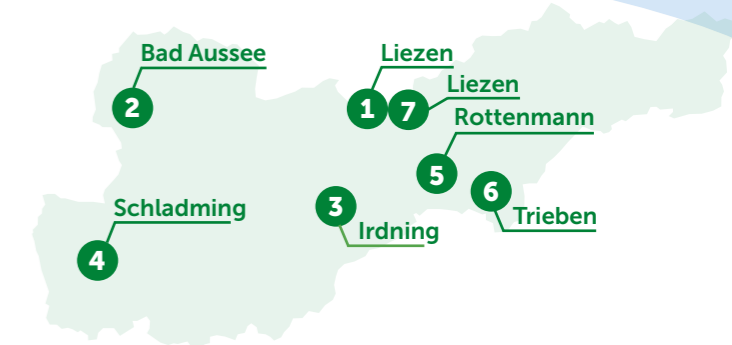 Bad Aussee
2
Liezen
1
Liezen
7
Rottenmann
5
6
Trieben
Schladming
4
3
Irdning